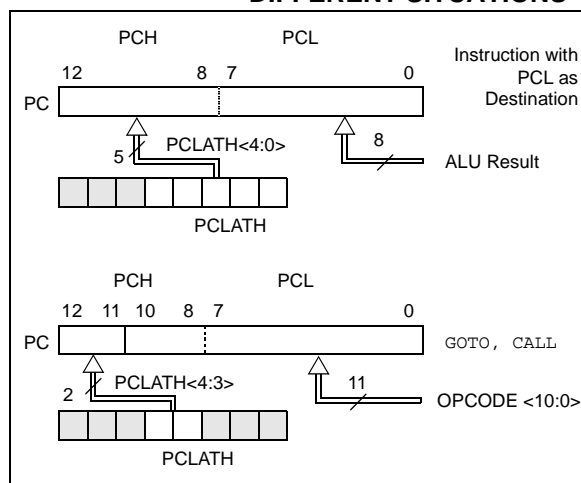 DIFFERENT SITUATIONS
PCH PCL
12 8 7 0
Instruction with
PCL as
Destination
PC
PCLATH<4:0>
5
8
ALU Result
PCLATH
PCH PCL
12 11 10 8 7 0
PC
GOTO, CALL
2
PCLATH<4:3>
11
OPCODE <10:0>
PCLATH